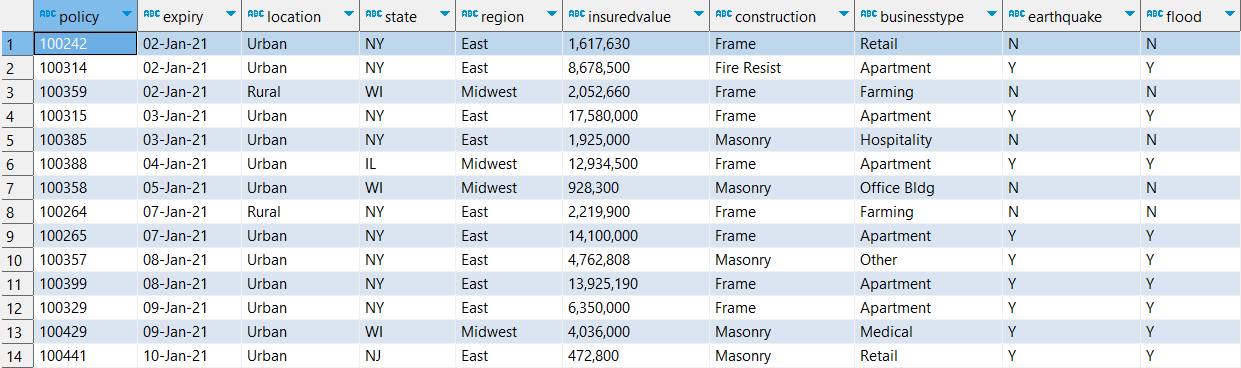 ABC policy ABC expiry ABC location ABC state ABC region ABC insuredvalue ABC construction ABC businesstype ABC earthquake ABC flood
1 100242 02-Jan-21 Urban NY East 1,617,630 Frame Retail N N
2 100314 02-Jan-21 Urban NY East 8,678,500 Fire Resist Apartment Y Y
3 100359 02-Jan-21 Rural WI Midwest 2,052,660 Frame Farming N N
4 100315 03-Jan-21 Urban NY East 17,580,000 Frame Apartment Y Y
5 100385 03-Jan-21 Urban NY East 1,925,000 Masonry Hospitality N N
6 100388 04-Jan-21 Urban IL Midwest 12,934,500 Frame Apartment Y Y
7 100358 05-Jan-21 Urban WI Midwest 928,300 Masonry Office Bldg N N
8 100264 07-Jan-21 Rural NY East 2,219,900 Frame Farming N N
9 100265 07-Jan-21 Urban NY East 14,100,000 Frame Apartment Y Y
10 100357 08-Jan-21 Urban NY East 4,762,808 Masonry Other Y Y
11 100399 08-Jan-21 Urban NY East 13,925,190 Frame Apartment Y Y
12 100329 09-Jan-21 Urban NY East 6,350,000 Frame Apartment Y Y
13 100429 09-Jan-21 Urban WI Midwest 4,036,000 Masonry Medical Y Y
14 100441 10-Jan-21 Urban NJ East 472,800 Masonry Retail Y Y